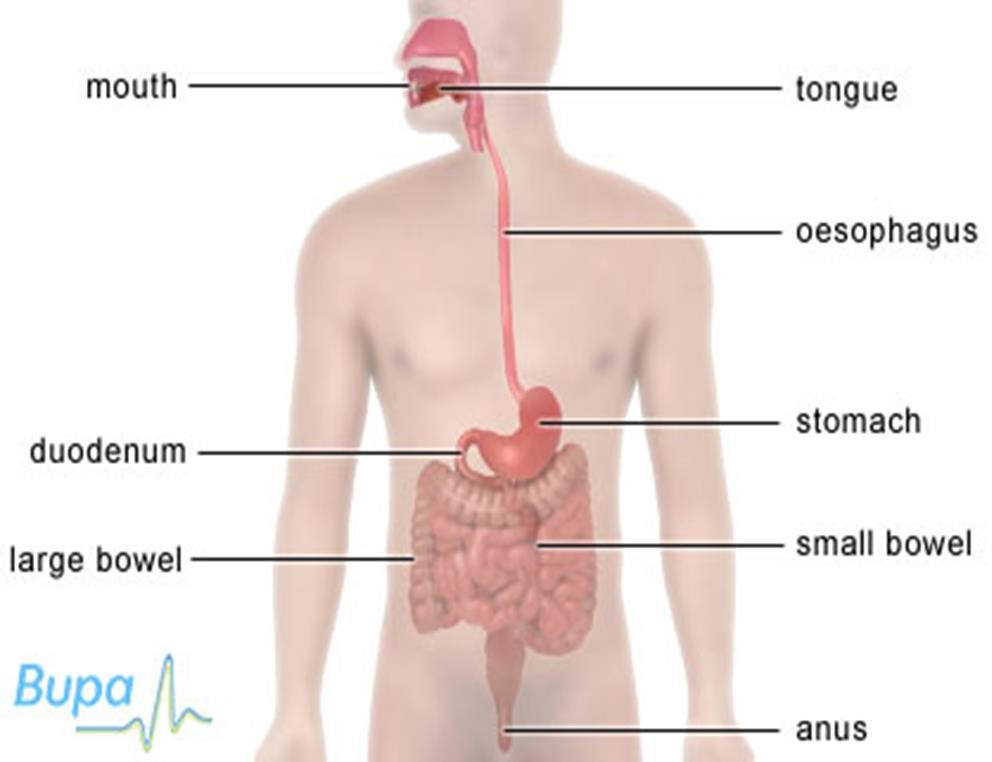 mouth
tongue
oesophagus
stomach
duodenum
small bowel
large bowel
Bupa
anus